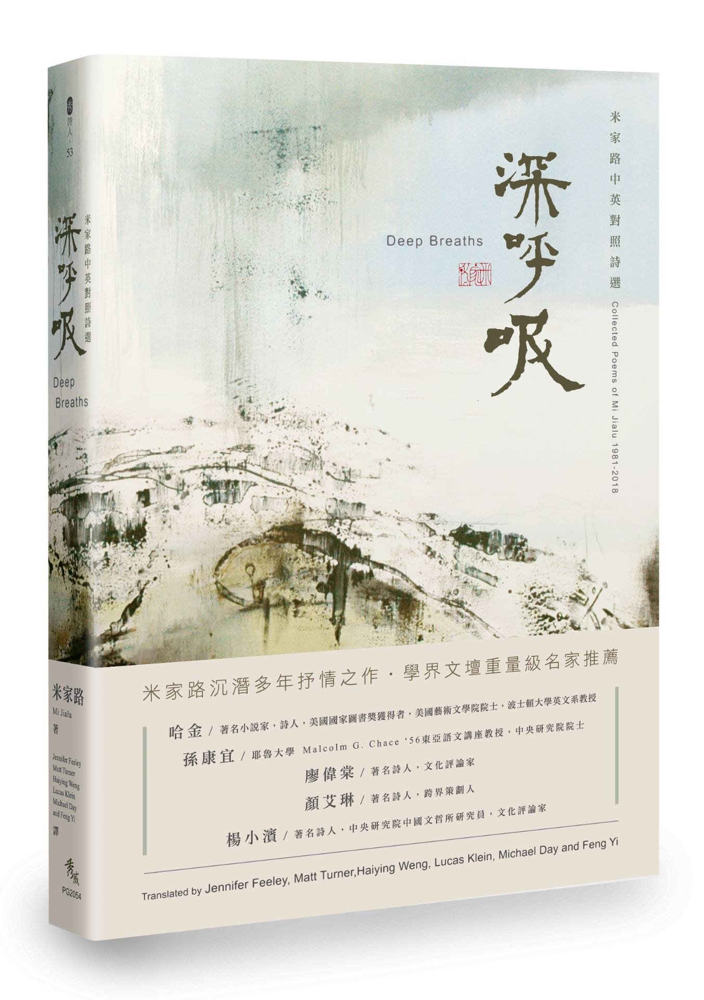 秀詩人・53
深呼吸
米家路中英對照詩選
Deep
Breaths
米家路
Mi Jialu
著
Jennifer Feeley
Matt Turner
Haiying Weng
Lucas Klein
Michael Day
and Feng Yi
譯
秀威
PG2054
米家路中英對照詩選
Collected Poems of Mi Jialu 1981-2018
深呼吸
Deep Breaths
米家路沉潛多年抒情之作・學界文壇重量級名家推薦
哈金 / 著名小說家，詩人，美國國家圖書獎獲得者，美國藝術文學院院士，波士頓大學英文系教授
孫康宜 / 耶魯大學 Malcolm G. Chace ‘56東亞語文講座教授，中央研究院院士
廖偉棠 / 著名詩人，文化評論家
顏艾琳 / 著名詩人，跨界策劃人
楊小濱 / 著名詩人，中央研究院中國文哲所研究員，文化評論家
Translated by Jennifer Feeley, Matt Turner,Haiying Weng, Lucas Klein, Michael Day and Feng Yi